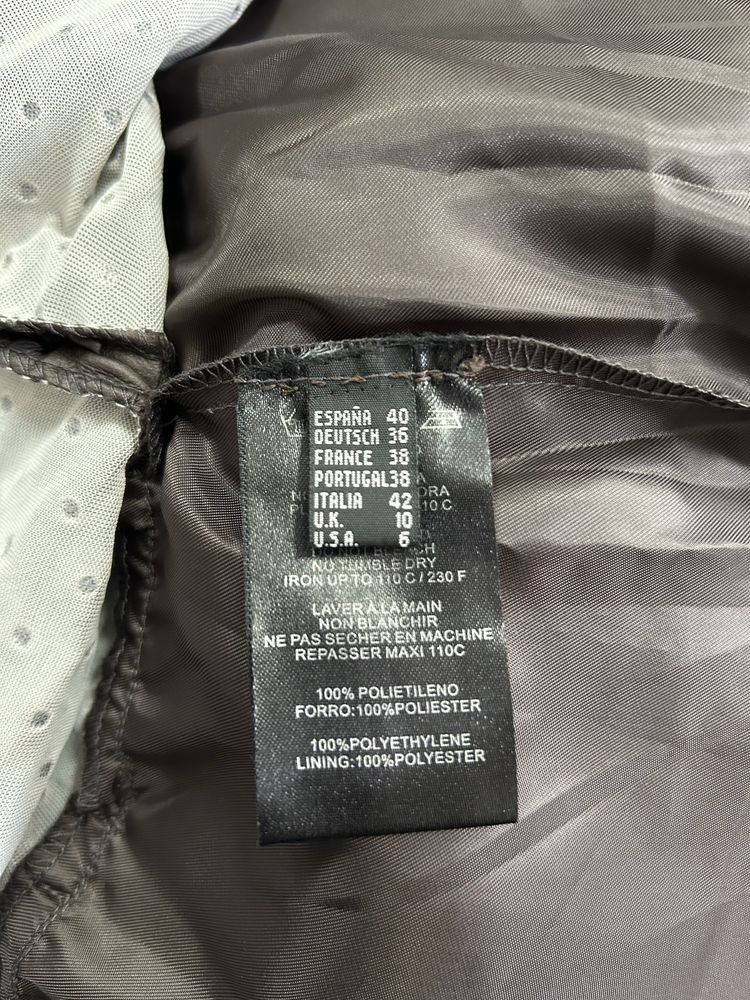 ESPAÑA 40
DEUTSCH 36
FRANCE 38
PORTUGAL38
ITALIA 42
U.K. 10
U.S.A. 6
10 C
NO TUMBLE DRY
IRON UP TO 110 C / 230 F
LAVER À LA MAIN
NON BLANCHIR
NE PAS SECHER EN MACHINE
REPASSER MAXI 110C
100% POLIETILENO
FORRO:100%POLIESTER
100%POLYETHYLENE
LINING:100%POLYESTER